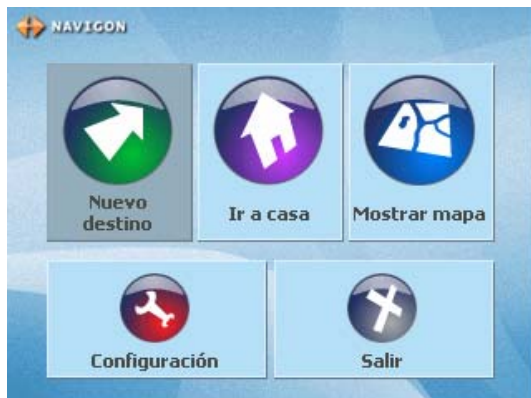 NAVIGON
Nuevo
destino
Ir a casa
Mostrar mapa
Configuración
Salir